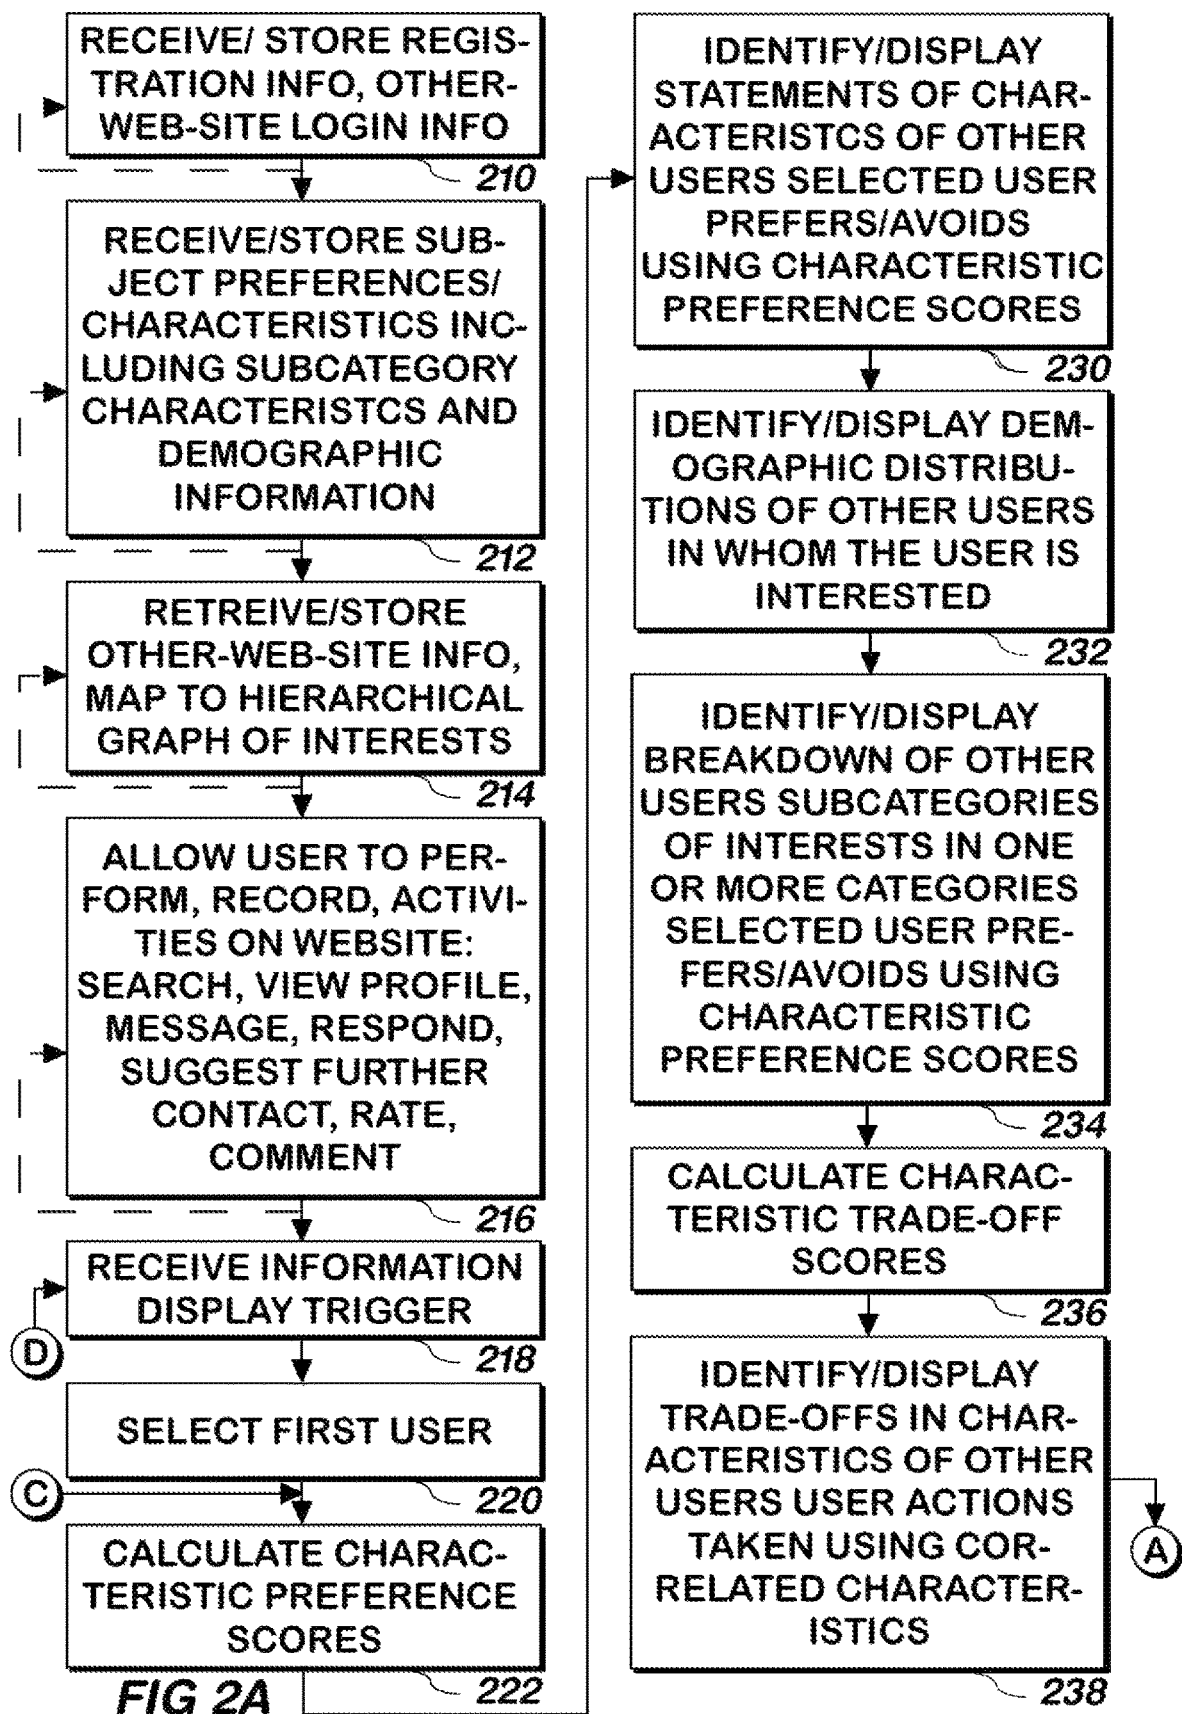 RECEIVE/ STORE REGIS-
TRATION INFO, OTHER-
WEB-SITE LOGIN INFO
210
RECEIVE/STORE SUB-
JECT PREFERENCES/
CHARACTERISTICS INC-
LUDING SUBCATEGORY
CHARACTERISTCS AND
DEMOGRAPHIC
INFORMATION
212
RETREIVE/STORE
OTHER-WEB-SITE INFO,
MAP TO HIERARCHICAL
GRAPH OF INTERESTS
214
ALLOW USER TO PER-
FORM, RECORD, ACTIVI-
TIES ON WEBSITE:
SEARCH, VIEW PROFILE,
MESSAGE, RESPOND,
SUGGEST FURTHER
CONTACT, RATE,
COMMENT
216
RECEIVE INFORMATION
DISPLAY TRIGGER
D
218
SELECT FIRST USER
C
220
CALCULATE CHARAC-
TERISTIC PREFERENCE
SCORES
222
FIG 2A
IDENTIFY/DISPLAY
STATEMENTS OF CHAR-
ACTERISTCS OF OTHER
USERS SELECTED USER
PREFERS/AVOIDS
USING CHARACTERISTIC
PREFERENCE SCORES
230
IDENTIFY/DISPLAY DEM-
OGRAPHIC DISTRIBU-
TIONS OF OTHER USERS
IN WHOM THE USER IS
INTERESTED
232
IDENTIFY/DISPLAY
BREAKDOWN OF OTHER
USERS SUBCATEGORIES
OF INTERESTS IN ONE
OR MORE CATEGORIES
SELECTED USER PRE-
FERS/AVOIDS USING
CHARACTERISTIC
PREFERENCE SCORES
234
CALCULATE CHARAC-
TERISTIC TRADE-OFF
SCORES
236
IDENTIFY/DISPLAY
TRADE-OFFS IN CHAR-
ACTERISTICS OF OTHER
USERS USER ACTIONS
TAKEN USING COR-
RELATED CHARACTER-
ISTICS
A
238